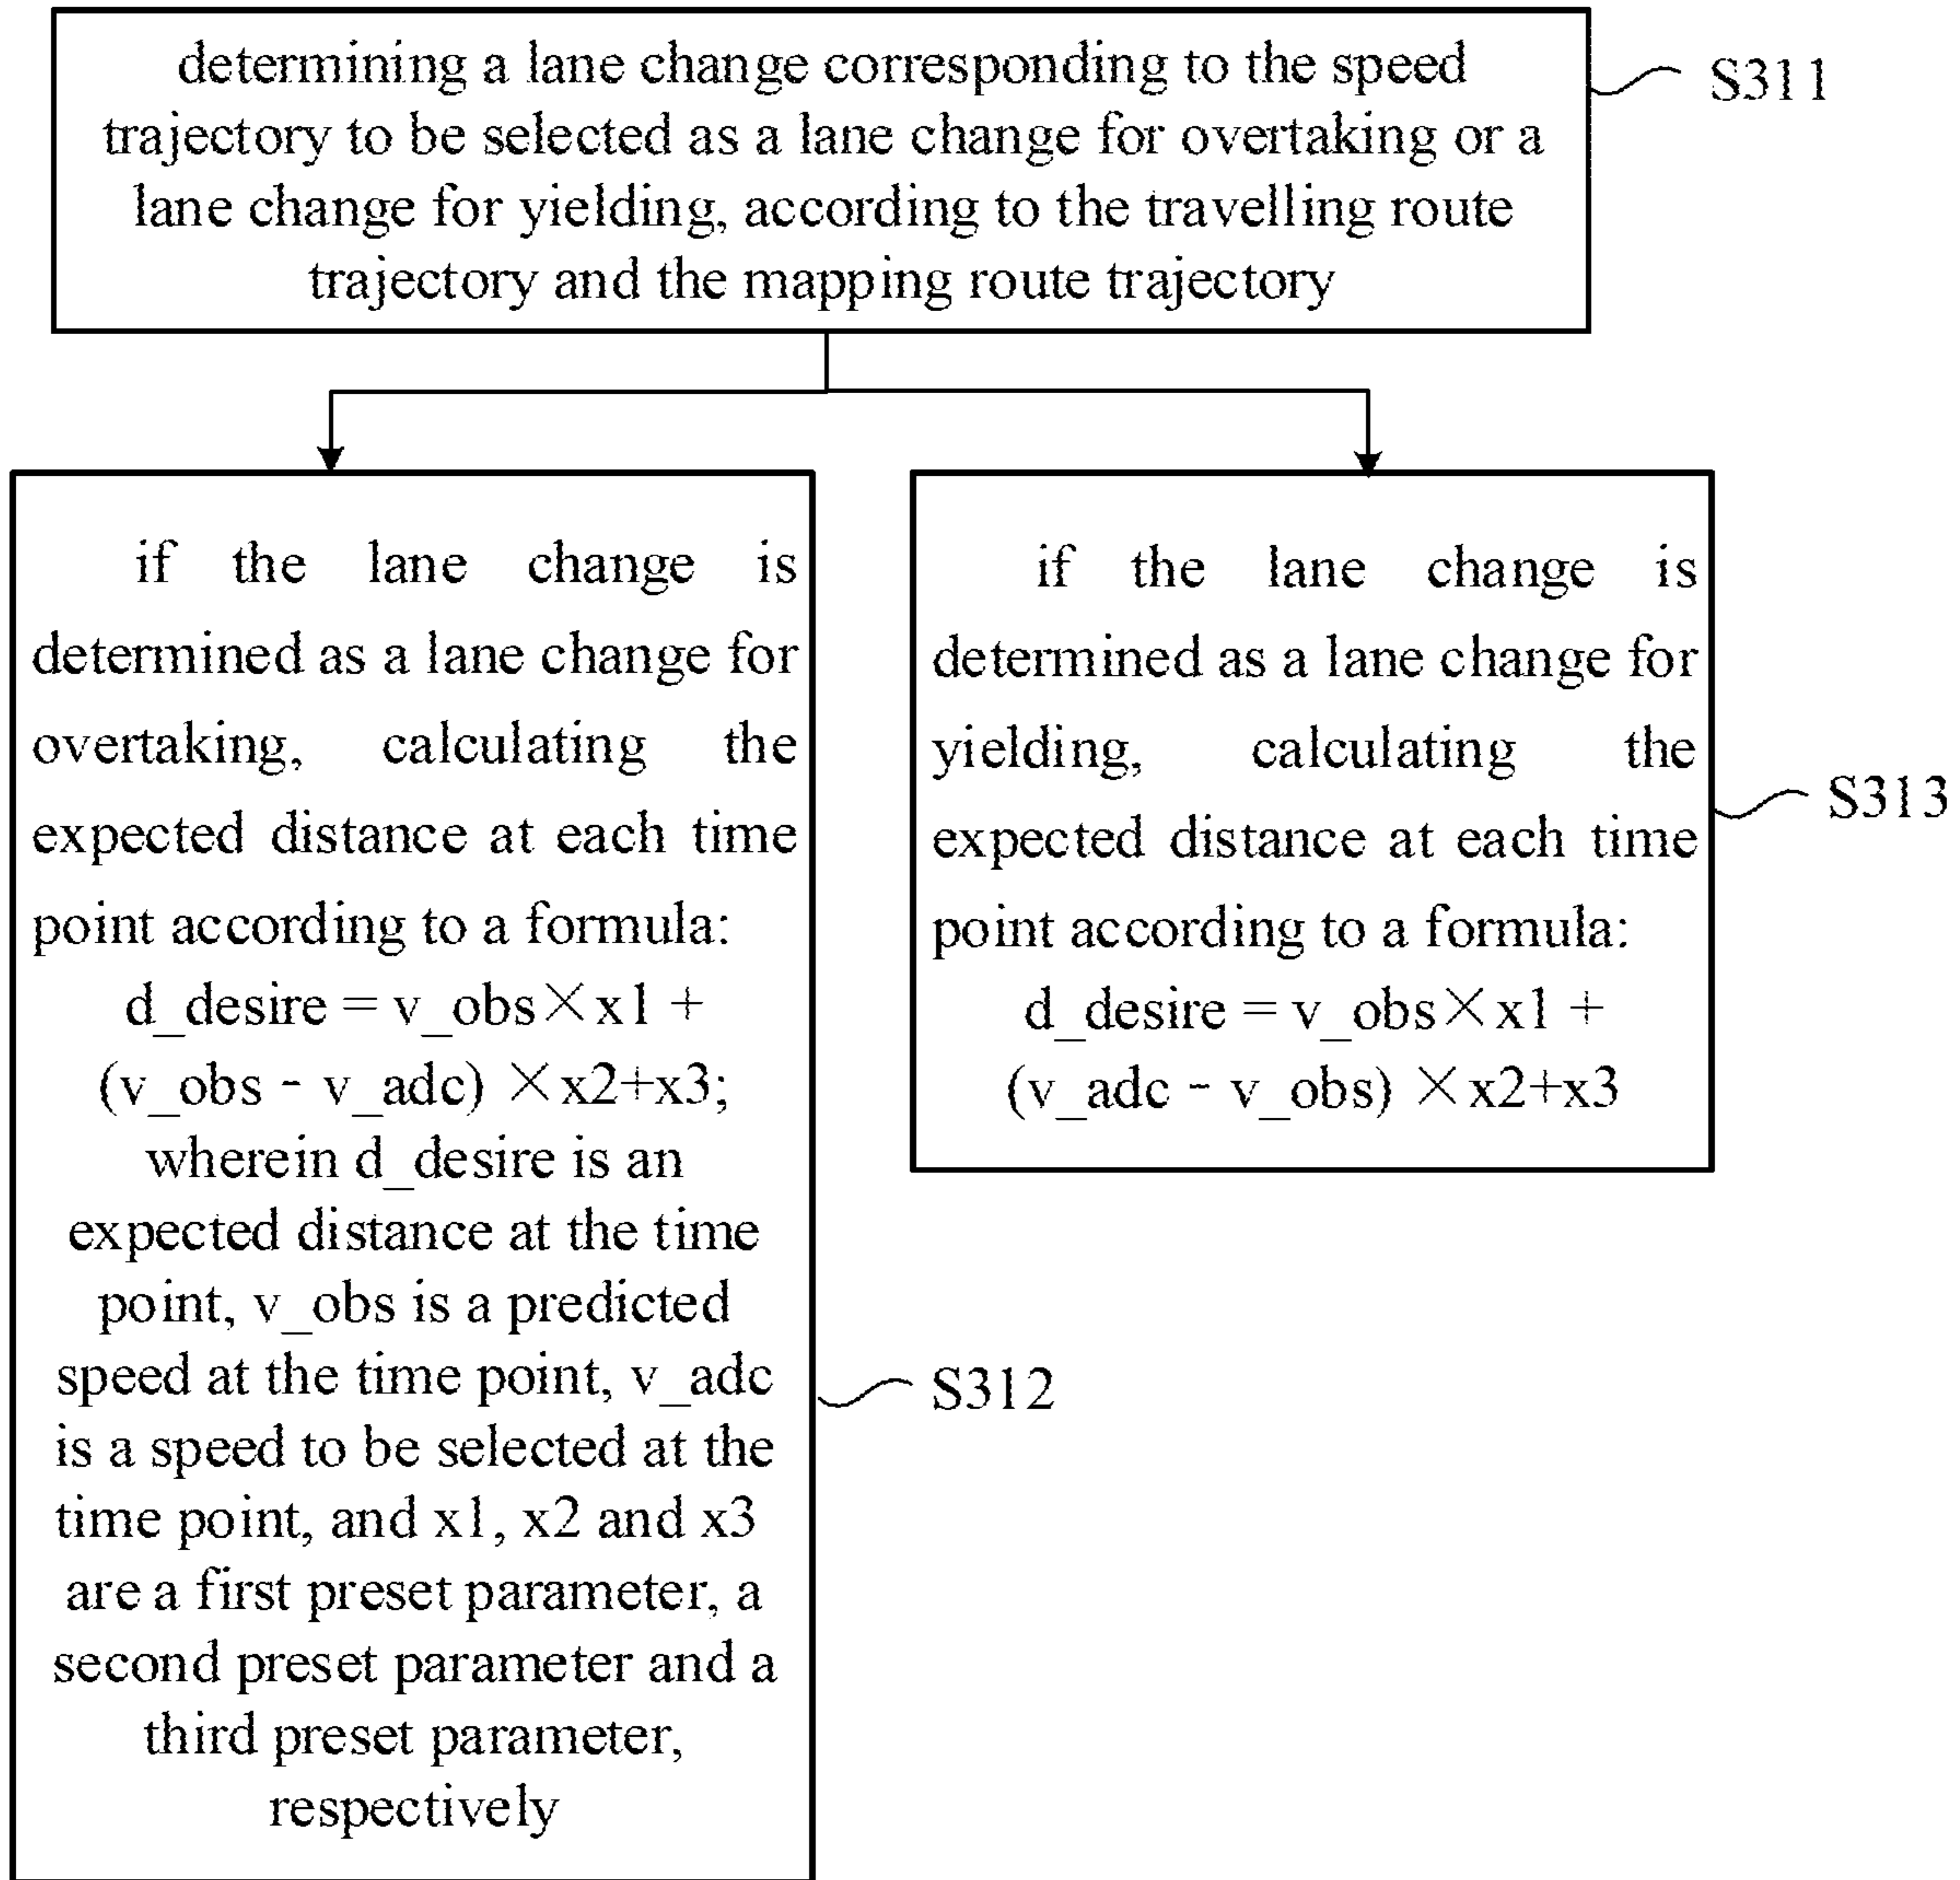 determining a lane change corresponding to the speed
trajectory to be selected as a lane change for overtaking or a
lane change for yielding, according to the travelling route
trajectory and the mapping route trajectory
S311
if the lane change is
determined as a lane change for
overtaking, calculating the
expected distance at each time
point according to a formula:
d_desire = v_obs×x1 +
(v_obs - v_adc) ×x2+x3;
wherein d_desire is an
expected distance at the time
point, v_obs is a predicted
speed at the time point, v_adc
is a speed to be selected at the
time point, and x1, x2 and x3
are a first preset parameter, a
second preset parameter and a
third preset parameter,
respectively
S312
if the lane change is
determined as a lane change for
yielding, calculating the
expected distance at each time
point according to a formula:
d_desire = v_obs×x1 +
(v_adc - v_obs) ×x2+x3
S313